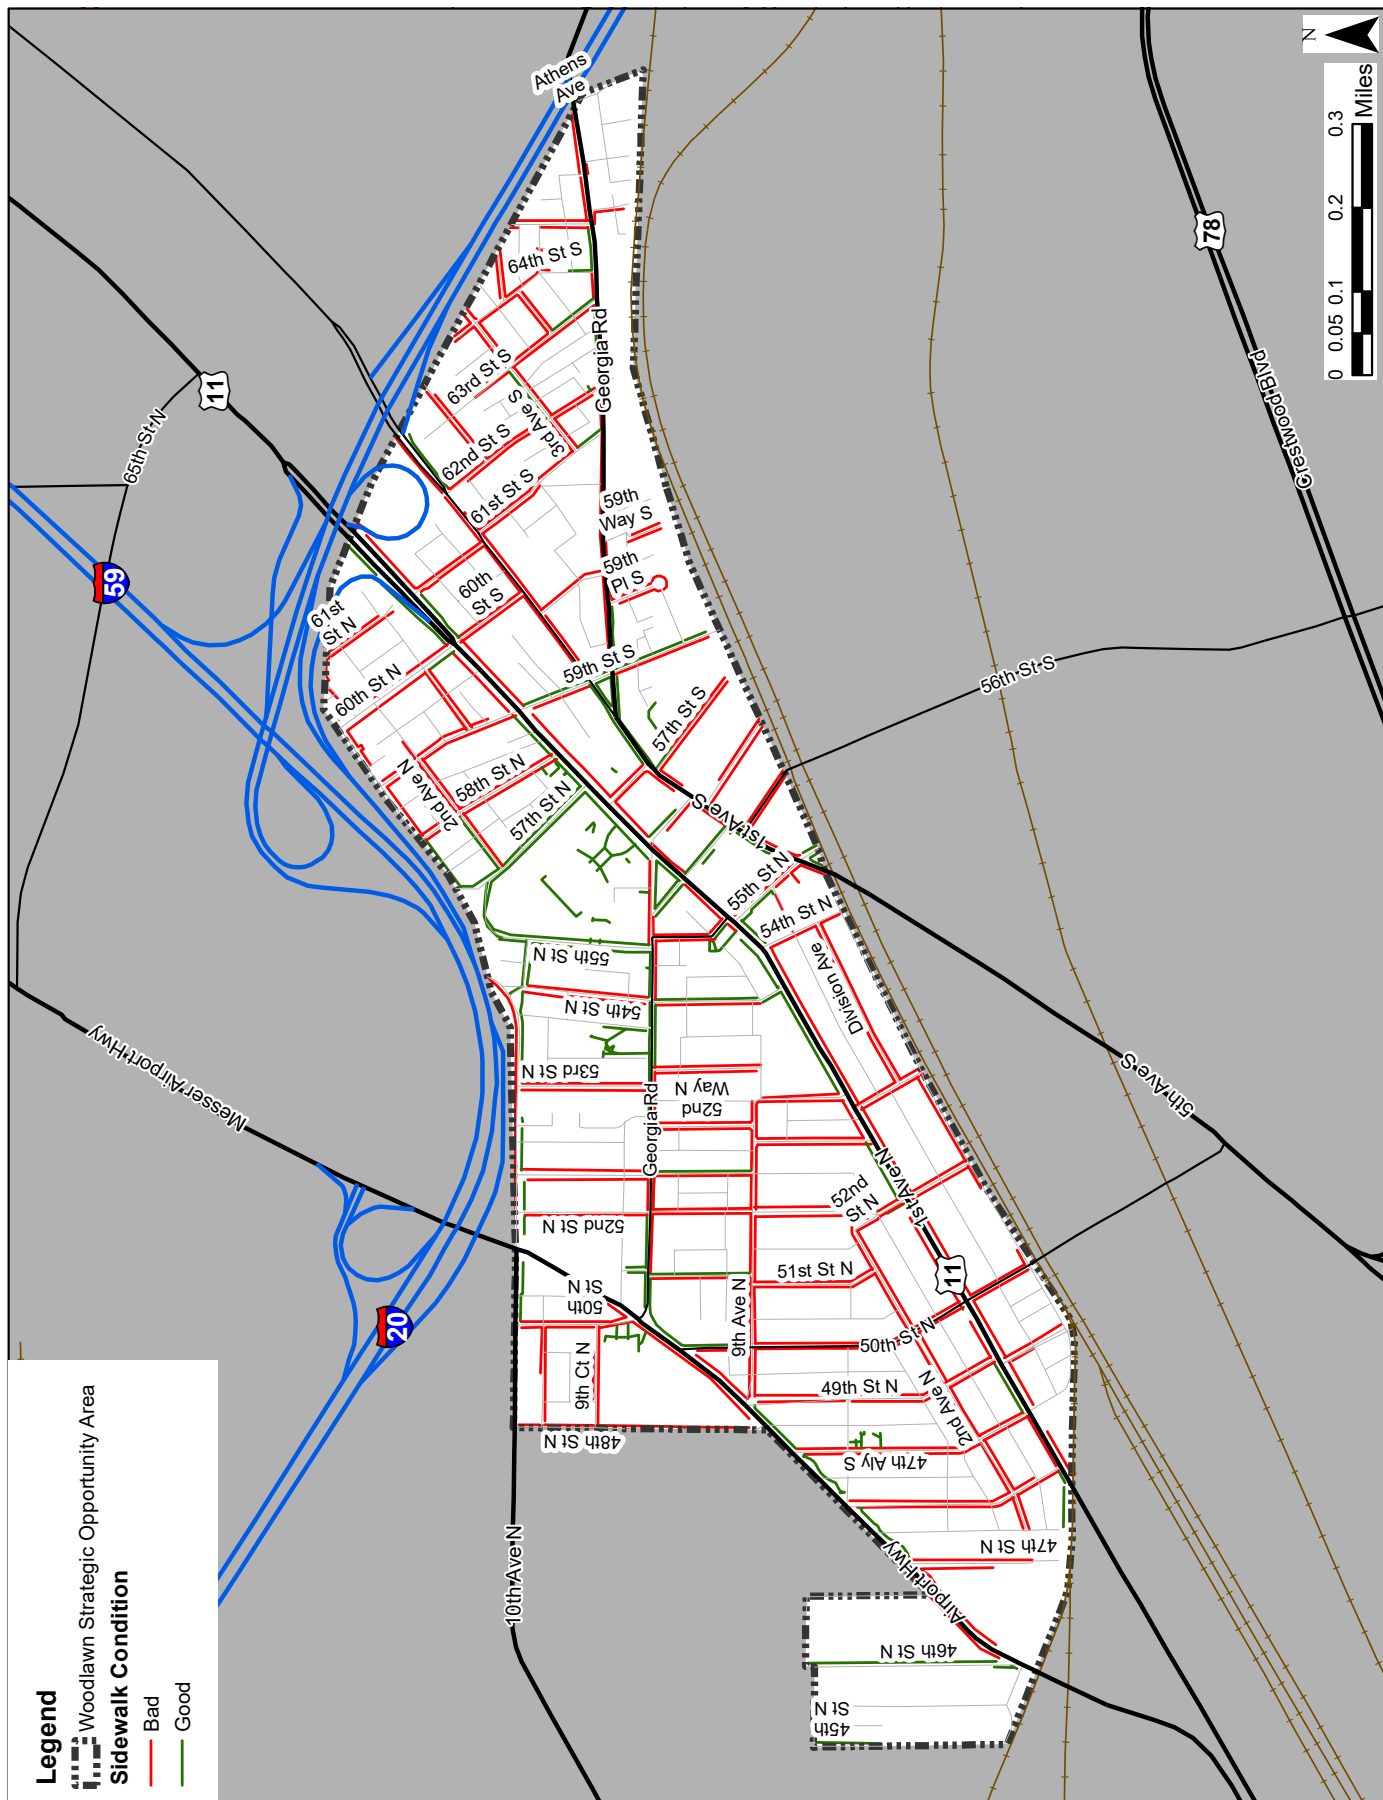 Legend
Woodlawn Strategic Opportunity Area
Sidewalk Condition
Bad
Good
N
0 0.05 0.1 0.2 0.3
Miles
59
20
11
11
78
65th St N
Messer Airport Hwy
10th Ave N
Crestwood Blvd
56th St S
5th Ave S
Athens
Ave
64th St S
63rd St S
62nd St S
61st St S
3rd Ave S
Georgia Rd
59th
Way S
59th
Pl S
60th
St S
59th St S
57th St S
1st Ave S
61st
St N
60th St N
2nd Ave N
58th St N
57th St N
55th St N
54th St N
Division Ave
55th St N
54th St N
53rd St N
52nd
Way N
Georgia Rd
52nd St N
52nd
St N
1st Ave N
51st St N
50th
St N
9th Ave N
50th St N
9th Ct N
49th St N
2nd Ave N
48th St N
47th Aly S
47th St N
Airport Hwy
46th St N
45th
St N